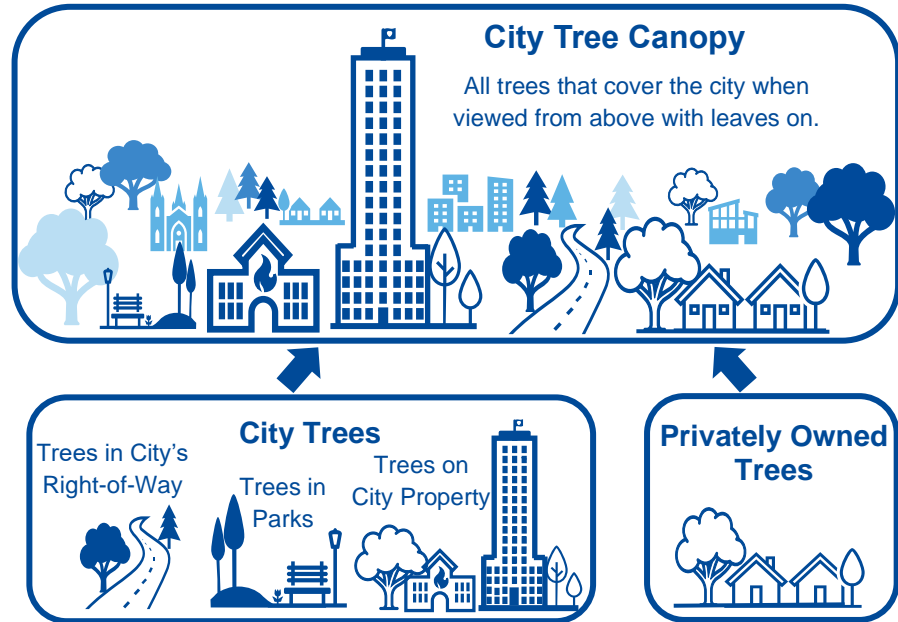 City Tree Canopy
All trees that cover the city when
viewed from above with leaves on.
City Trees
Trees in City's
Right-of-Way
Trees in
Parks
Trees on
City Property
Privately Owned
Trees